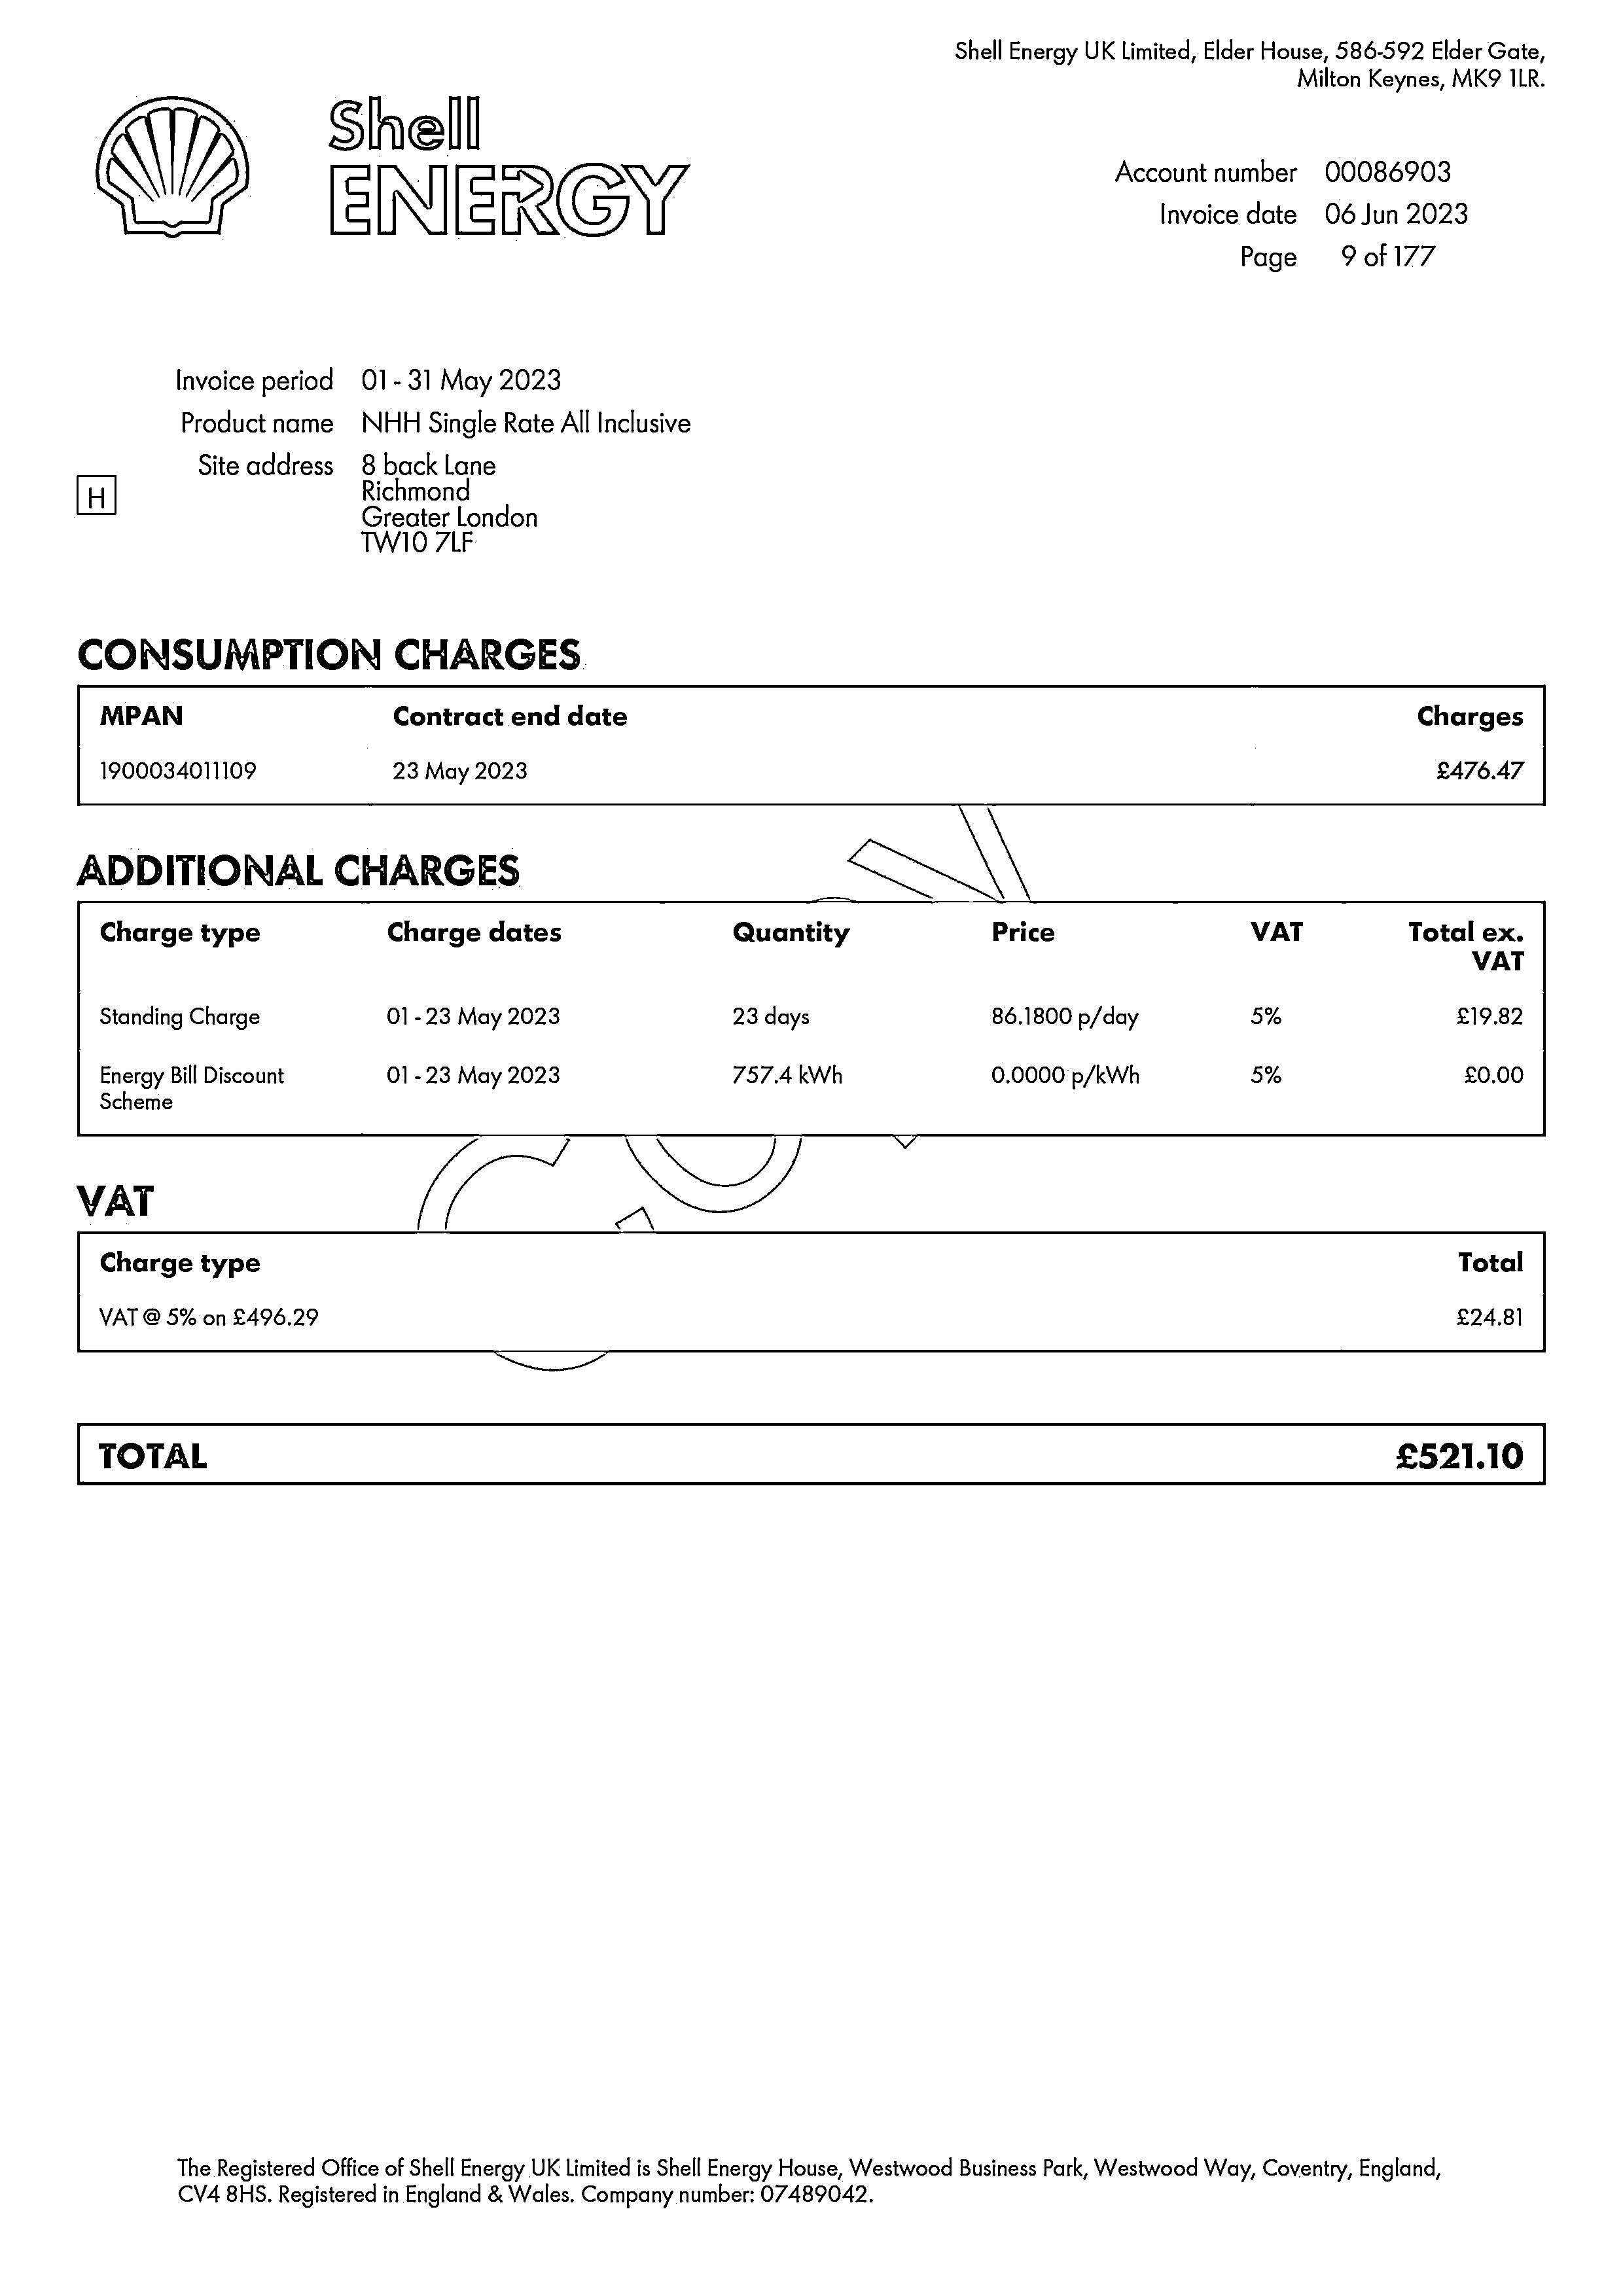 Shell Energy UK Limited, Elder House, 586-592 Elder Gate,
Milton Keynes, MK9 1LR.
Shell
ENERGY
Account number 00086903
Invoice date 06 Jun 2023
Page 9 of 177
Invoice period 01 - 31 May 2023
Product name NHH Single Rate All Inclusive
Site address 8 back Lane
Richmond
H
Greater London
TW10 7LF
CONSUMPTION CHARGES
MPAN Contract end date Charges
1900034011109 23 May 2023 £476.47
ADDITIONAL CHARGES
Charge type Charge dates Quantity Price VAT Total ex.
VAT
Standing Charge 01 - 23 May 2023 23 days 86.1800 p/day 5% £19.82
Energy Bill Discount 01 - 23 May 2023 757.4 kWh 0.0000 p/kWh 5% £0.00
Scheme
VAT
Charge type Total
VAT @ 5% on £496.29 £24.81
TOTAL £521.10
The Registered Office of Shell Energy UK Limited is Shell Energy House, Westwood Business Park, Westwood Way, Coventry, England,
CV4 8HS. Registered in England & Wales. Company number: 07489042.